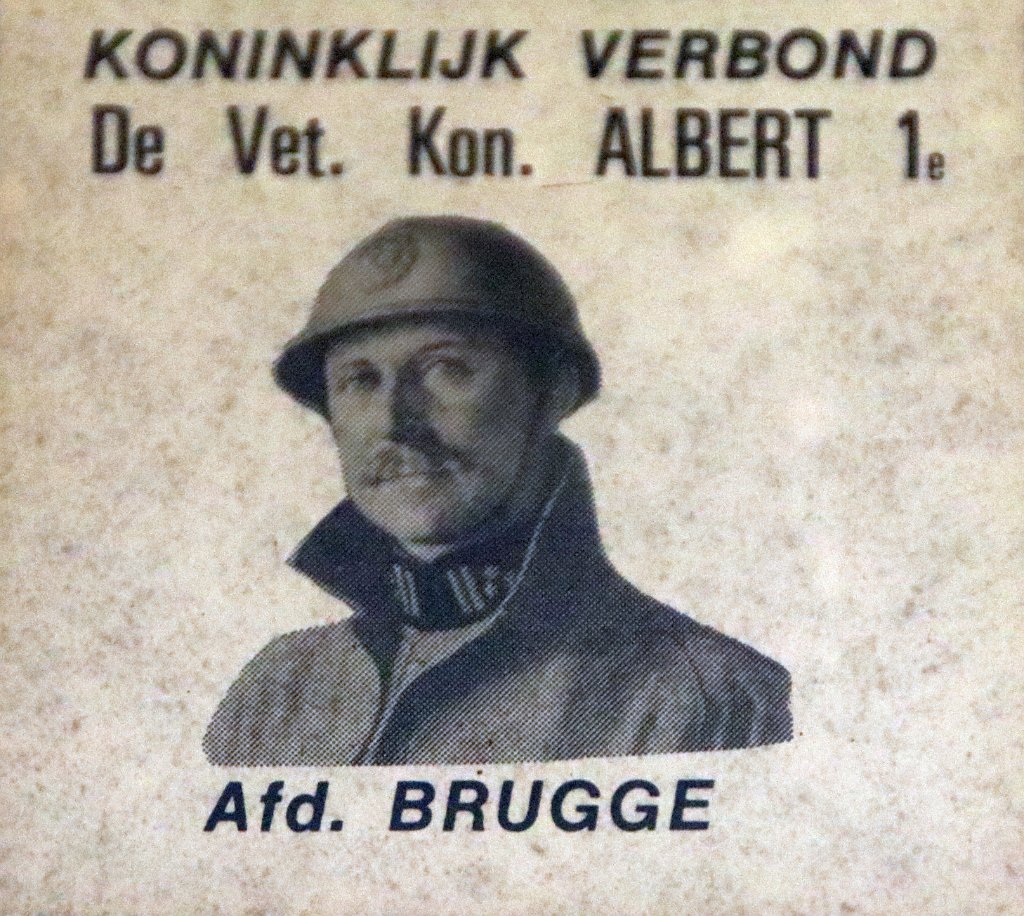 KONINKLIJK VERBOND
De Vet. Kon. ALBERT 1e
Afd. BRUGGE